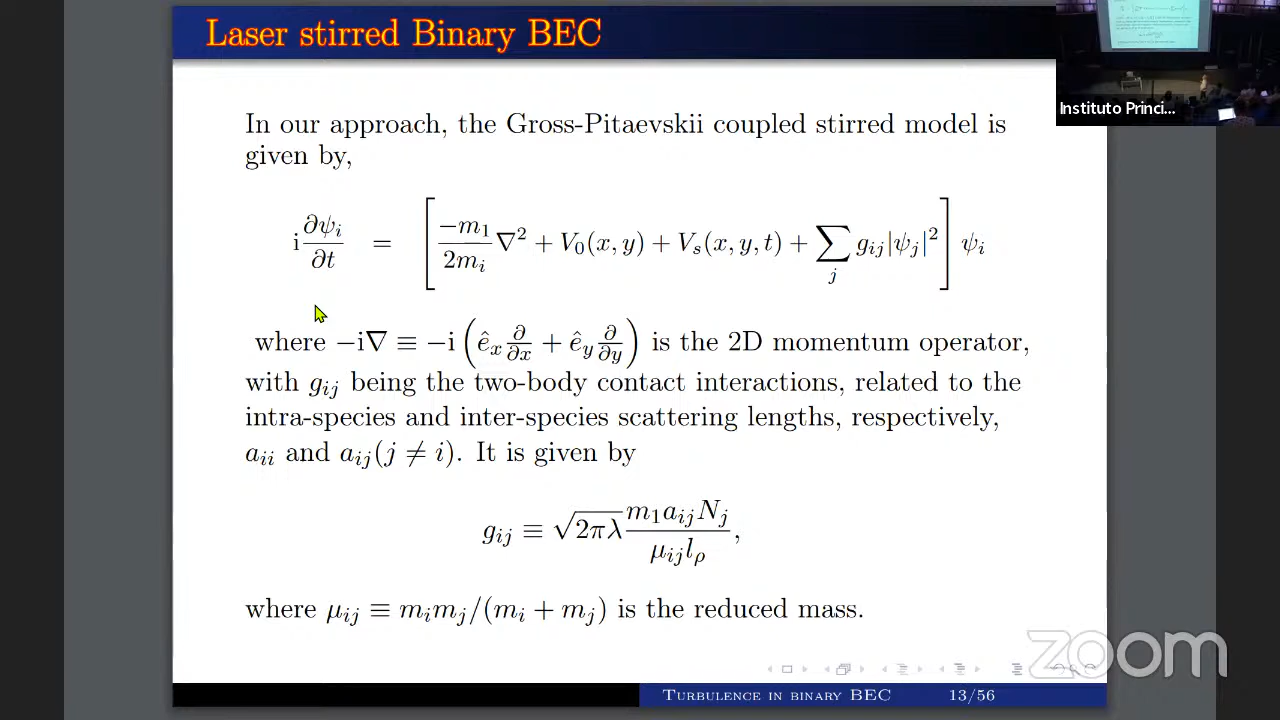 Laser stirred Binary BEC
Instituto Princi...
In our approach, the Gross-Pitaevskii coupled stirred model is
given by,
i ∂ψ_i/∂t = [ −m_1/2m_i ∇² + V_0(x, y) + V_s(x, y, t) + ∑_j g_ij|ψ_j|² ] ψ_i
where −i∇ ≡ −i ( ê_x ∂/∂x + ê_y ∂/∂y ) is the 2D momentum operator,
with g_ij being the two-body contact interactions, related to the
intra-species and inter-species scattering lengths, respectively,
a_ii and a_ij(j ≠ i). It is given by
g_ij ≡ √2πλ m_1 a_ij N_j / μ_ij l_ρ,
where μ_ij ≡ m_i m_j/(m_i + m_j) is the reduced mass.
zoom
Turbulence in binary BEC 13/56